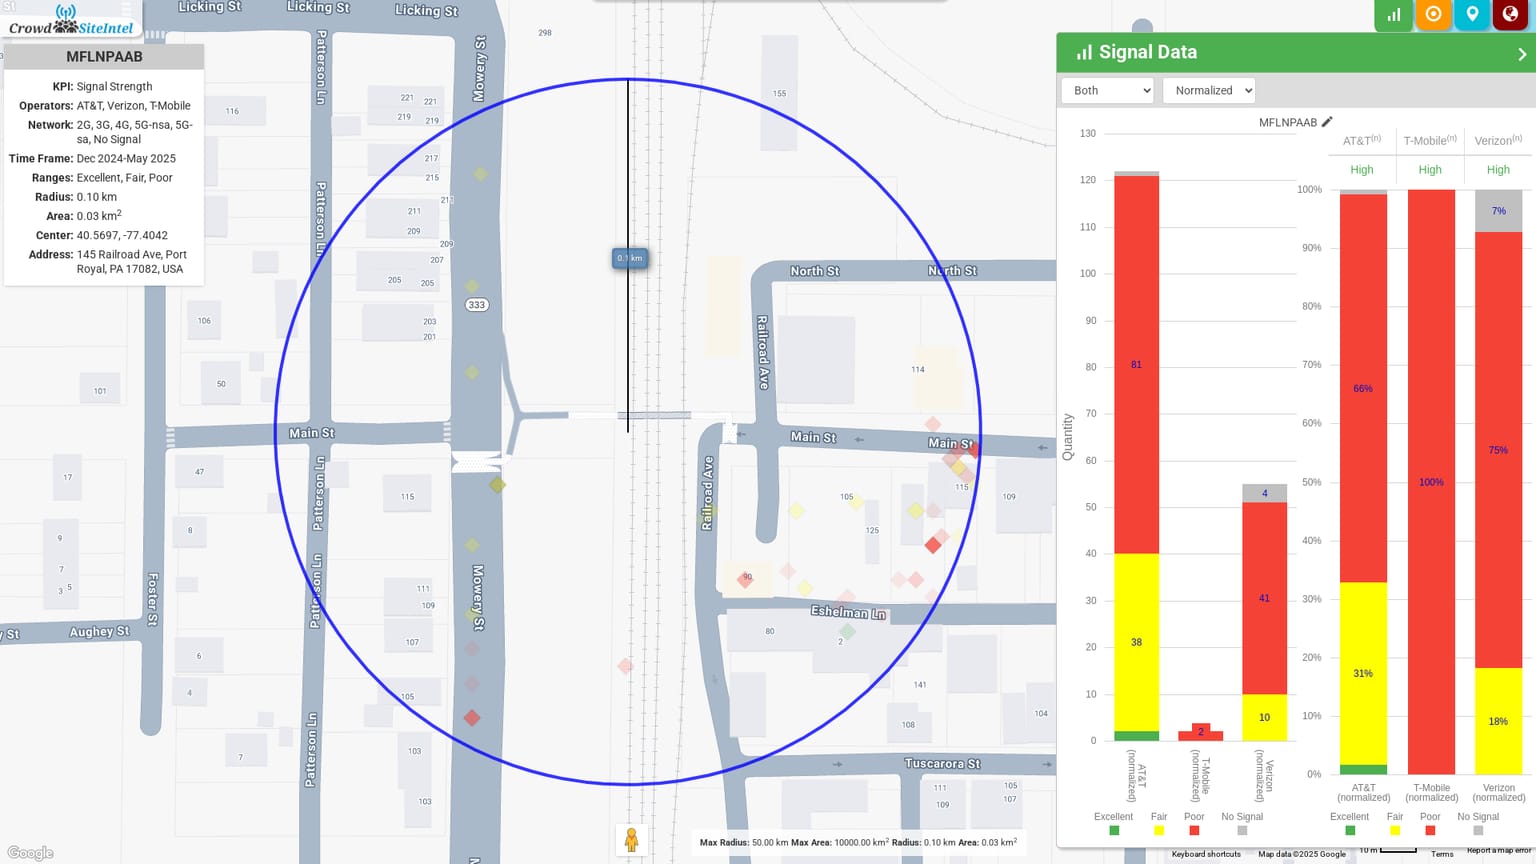 Crowd SiteIntel
MFLNPAAB
KPI: Signal Strength
Operators: AT&T, Verizon, T-Mobile
Network: 2G, 3G, 4G, 5G-nsa, 5G-
sa, No Signal
Time Frame: Dec 2024-May 2025
Ranges: Excellent, Fair, Poor
Radius: 0.10 km
Area: 0.03 km²
Center: 40.5697, -77.4042
Address: 145 Railroad Ave, Port
Royal, PA 17082, USA
Licking St
Licking St
Licking St
St
298
Patterson Ln
Mowery St
116
221
221
219
219
155
217
215
Patterson Ln
211
211
209
209
207
205
205
0.1 km
North St
North St
333
106
203
201
Railroad Ave
114
101
50
Main St
Main St
Main St
17
47
Patterson Ln
115
Railroad Ave
105
115
109
125
9
8
7
3
5
Foster St
Patterson Ln
111
109
Mowery St
90
Eshelman Ln
y St
Aughey St
107
80
2
6
4
105
141
108
104
7
Patterson Ln
103
103
Tuscarora St
111
109
105
107
Google
Max Radius: 50.00 km Max Area: 10000.00 km² Radius: 0.10 km Area: 0.03 km²
Signal Data
Both
Normalized
MFLNPAAB
AT&T(n)
T-Mobile(n)
Verizon(n)
High
High
High
Quantity
130
120
110
100
90
80
70
60
50
40
30
20
10
0
81
38
2
4
41
10
AT&T
(normalized)
T-Mobile
(normalized)
Verizon
(normalized)
Excellent
Fair
Poor
No Signal
100%
90%
80%
70%
60%
50%
40%
30%
20%
10%
0%
66%
31%
100%
7%
75%
18%
AT&T
(normalized)
T-Mobile
(normalized)
Verizon
(normalized)
Excellent
Fair
Poor
No Signal
Keyboard shortcuts
Map data ©2025 Google
10 m
Terms
Report a map error